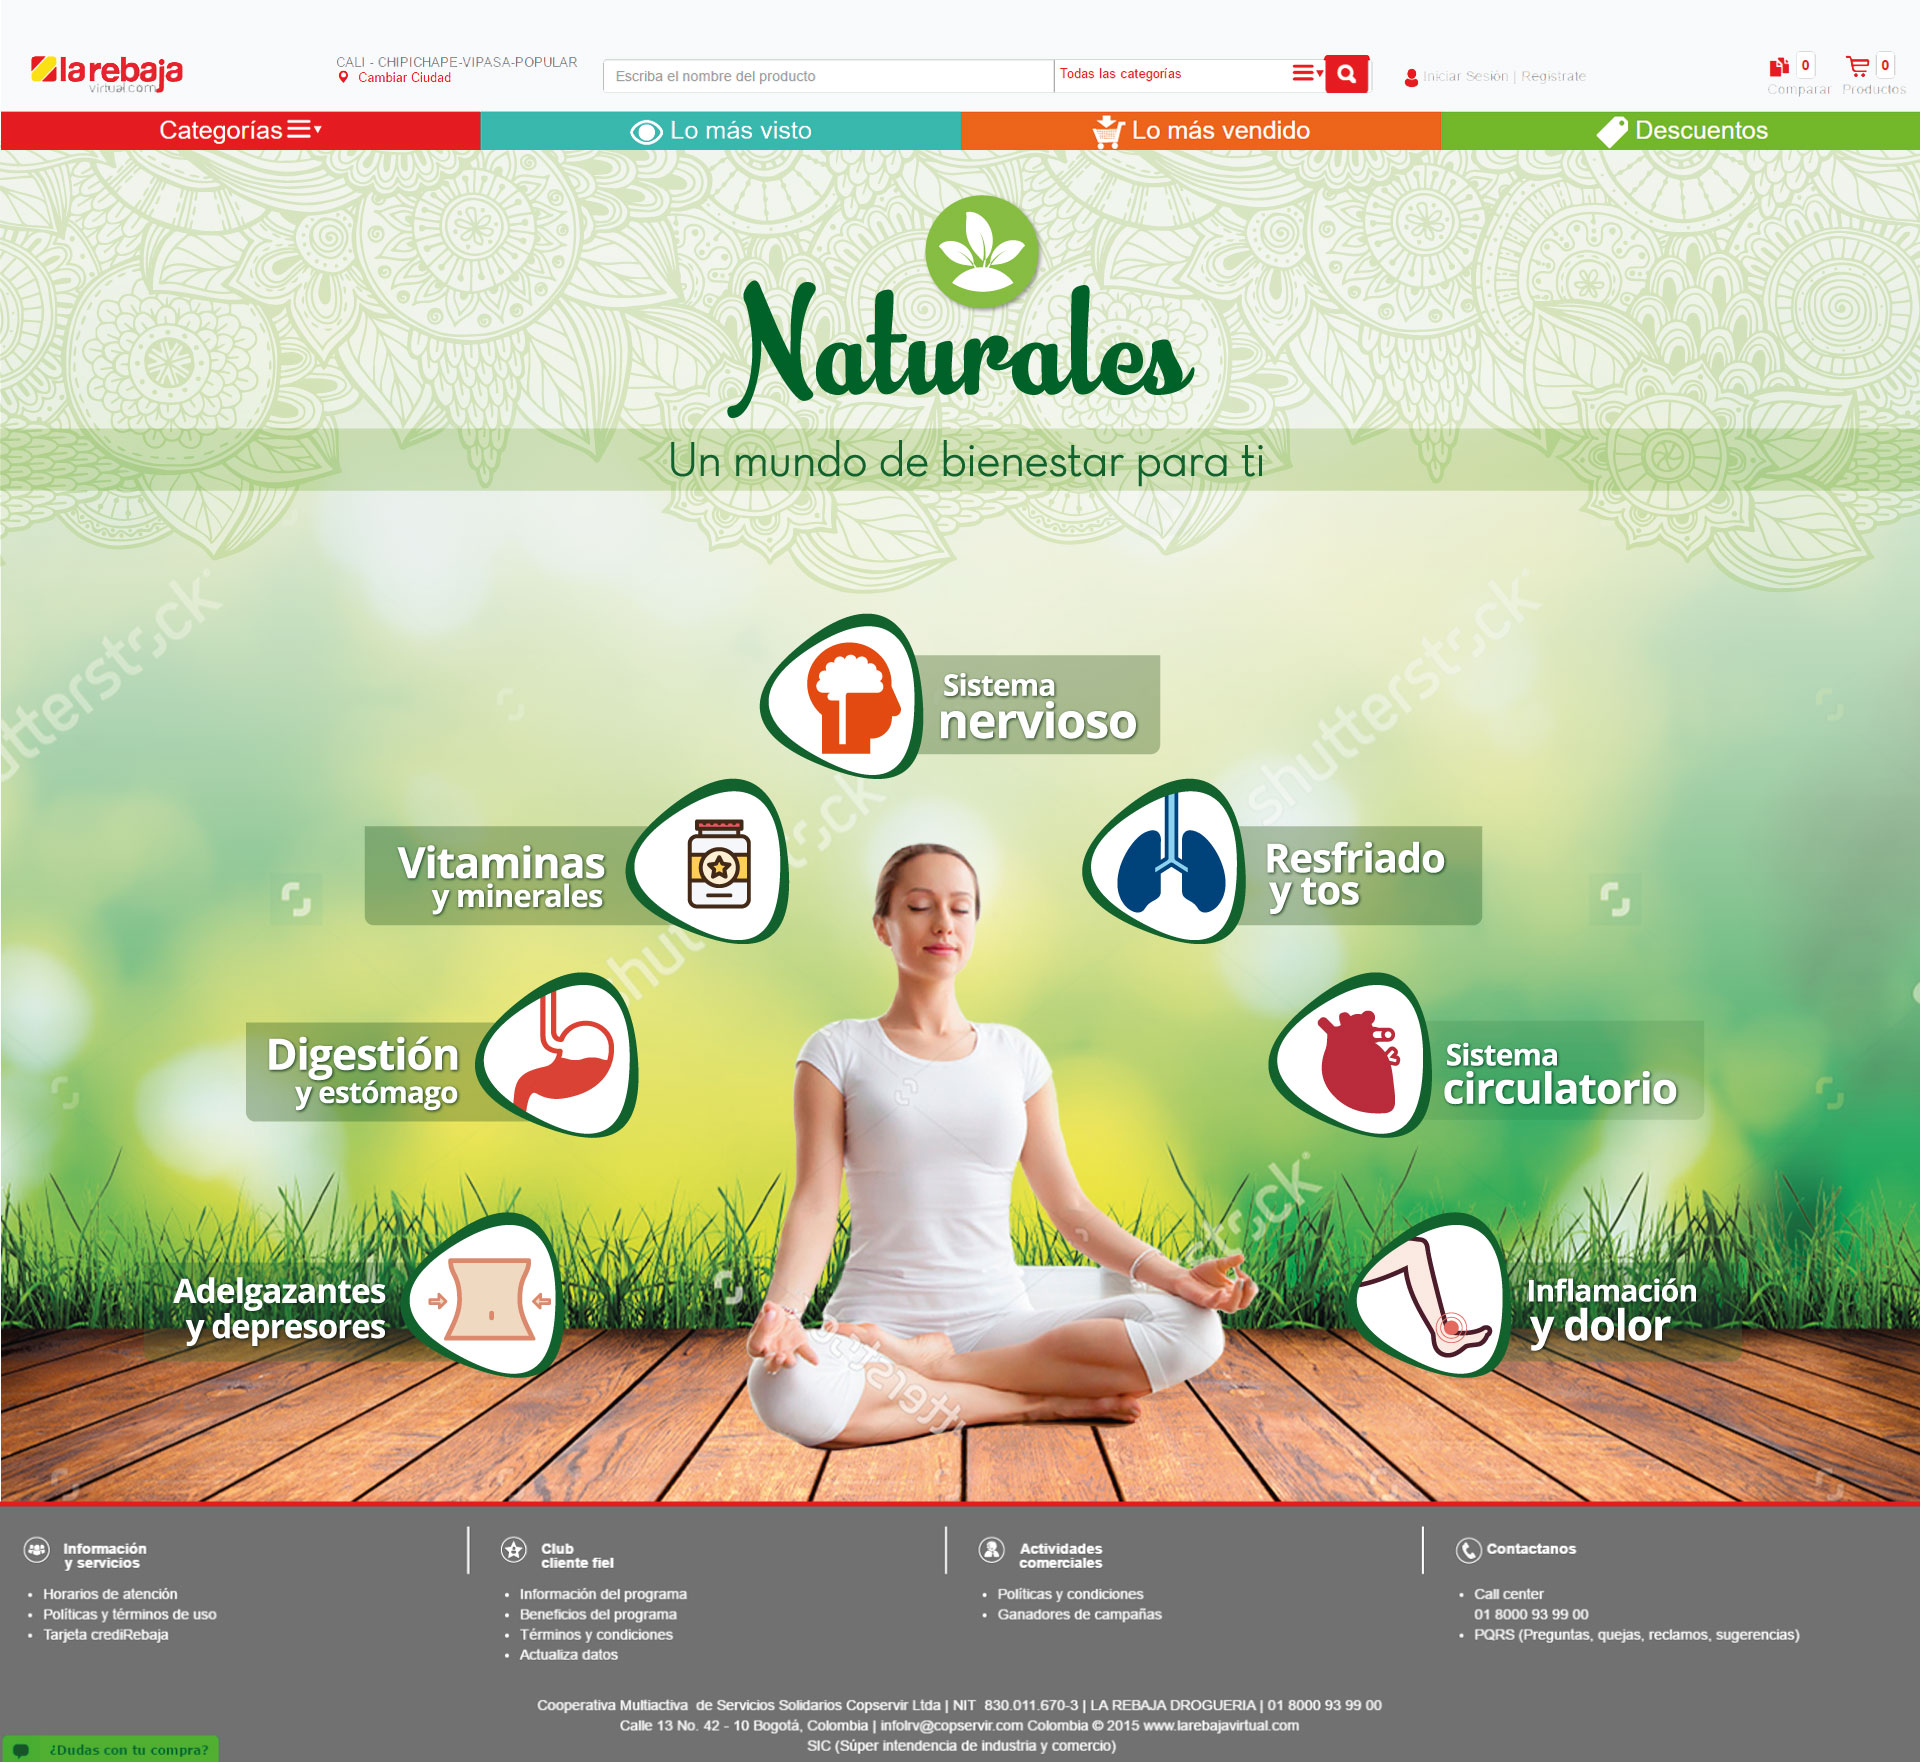 larebaja
virtual.com
CALI - CHIPICHAPE-VIPASA-POPULAR
Cambiar Ciudad
Escriba el nombre del producto
Todas las categorías
Iniciar Sesión | Registrate
0
Comparar
0
Productos
Categorías
Lo más visto
Lo más vendido
Descuentos
Naturales
Un mundo de bienestar para ti
shutterstock
shutterstock
shutterstock
Sistema
nervioso
Vitaminas
y minerales
Resfriado
y tos
Digestión
y estómago
Sistema
circulatorio
Adelgazantes
y depresores
Inflamación
y dolor
Información
y servicios
• Horarios de atención
• Políticas y términos de uso
• Tarjeta crediRebaja
Club
cliente fiel
• Información del programa
• Beneficios del programa
• Términos y condiciones
• Actualiza datos
Actividades
comerciales
• Políticas y condiciones
• Ganadores de campañas
Contactanos
• Call center
01 8000 93 99 00
• PQRS (Preguntas, quejas, reclamos, sugerencias)
Cooperativa Multiactiva de Servicios Solidarios Copservir Ltda | NIT 830.011.670-3 | LA REBAJA DROGUERIA | 01 8000 93 99 00
Calle 13 No. 42 - 10 Bogotá, Colombia | infolrv@copservir.com Colombia © 2015 www.larebajavirtual.com
SIC (Súper intendencia de industria y comercio)
¿Dudas con tu compra?